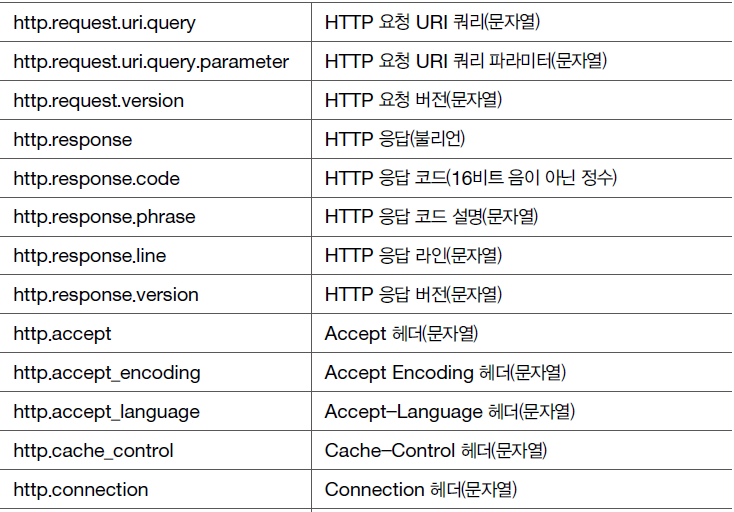 http.request.uri.query HTTP 요청 URI 쿼리(문자열)
http.request.uri.query.parameter HTTP 요청 URI 쿼리 파라미터(문자열)
http.request.version HTTP 요청 버전(문자열)
http.response HTTP 응답(불리언)
http.response.code HTTP 응답 코드(16비트 음이 아닌 정수)
http.response.phrase HTTP 응답 코드 설명(문자열)
http.response.line HTTP 응답 라인(문자열)
http.response.version HTTP 응답 버전(문자열)
http.accept Accept 헤더(문자열)
http.accept_encoding Accept Encoding 헤더(문자열)
http.accept_language Accept–Language 헤더(문자열)
http.cache_control Cache–Control 헤더(문자열)
http.connection Connection 헤더(문자열)